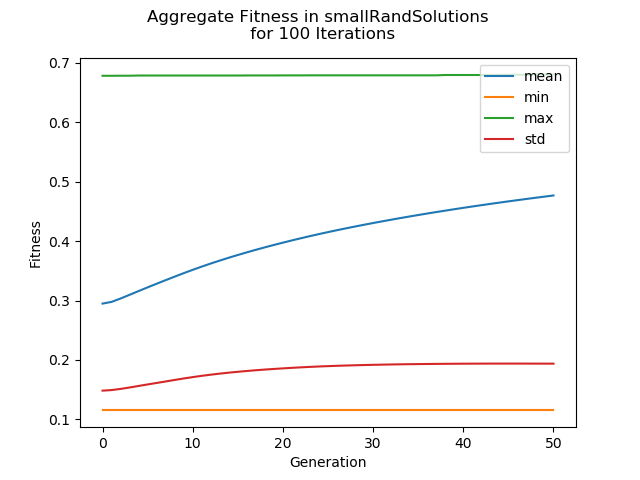 Aggregate Fitness in smallRandSolutions
for 100 Iterations
0.7
0.6
0.5
0.4
0.3
0.2
0.1
Fitness
mean
min
max
std
0 10 20 30 40 50
Generation